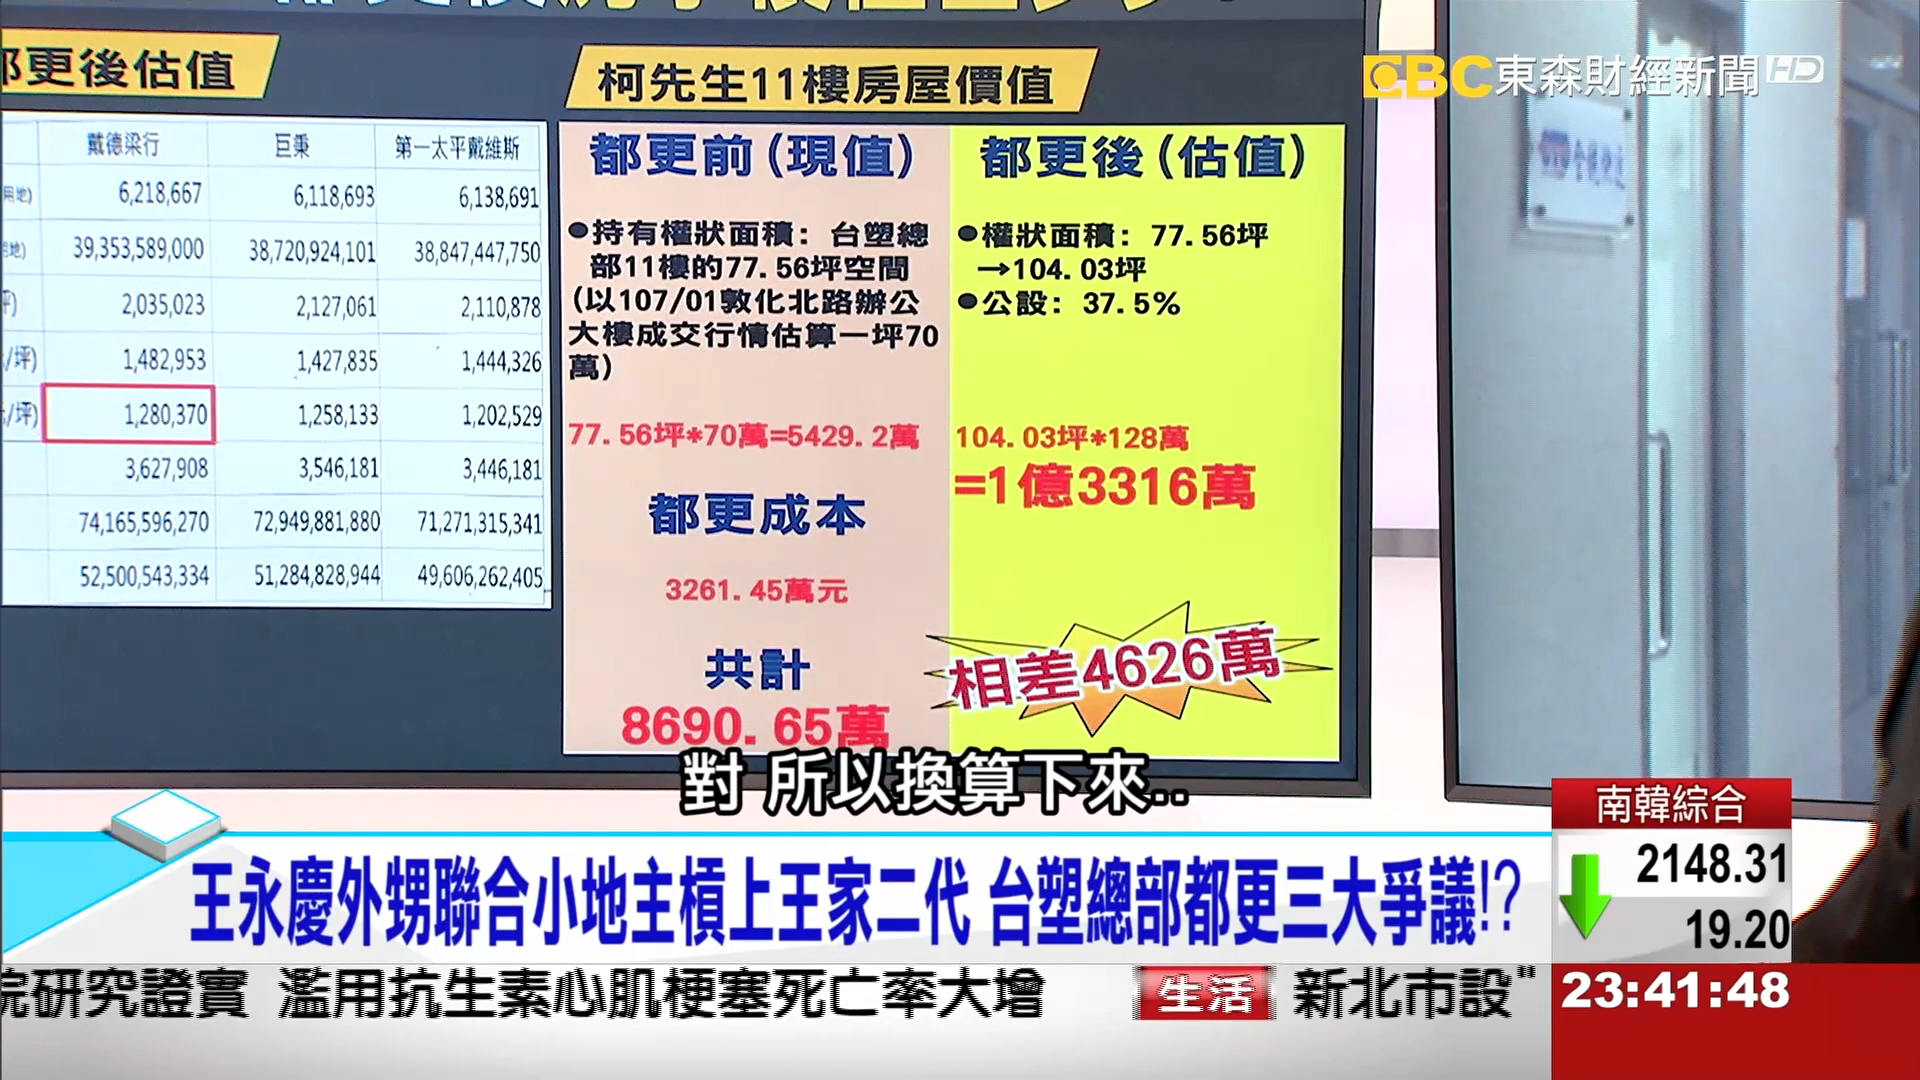 都更後估值
柯先生11樓房屋價值
EBC東森財經新聞HD
戴德梁行 巨秉 第一太平戴維斯
用地) 6,218,667 6,118,693 6,138,691
地) 39,353,589,000 38,720,924,101 38,847,447,750
坪) 2,035,023 2,127,061 2,110,878
/坪) 1,482,953 1,427,835 1,444,326
/坪) 1,280,370 1,258,133 1,202,529
3,627,908 3,546,181 3,446,181
74,165,596,270 72,949,881,880 71,271,315,341
52,500,543,334 51,284,828,944 49,606,262,405
都更前(現值)
●持有權狀面積：台塑總
部11樓的77.56坪空間
(以107/01敦化北路辦公
大樓成交行情估算一坪70
萬)
77.56坪*70萬=5429.2萬
都更成本
3261.45萬元
共計
8690.65萬
都更後(估值)
●權狀面積：77.56坪
→104.03坪
●公設：37.5%
104.03坪*128萬
=1億3316萬
相差4626萬
對 所以換算下來..
南韓綜合
2148.31
19.20
王永慶外甥聯合小地主槓上王家二代 台塑總部都更三大爭議!?
院研究證實 濫用抗生素心肌梗塞死亡率大增 生活 新北市設"
23:41:48